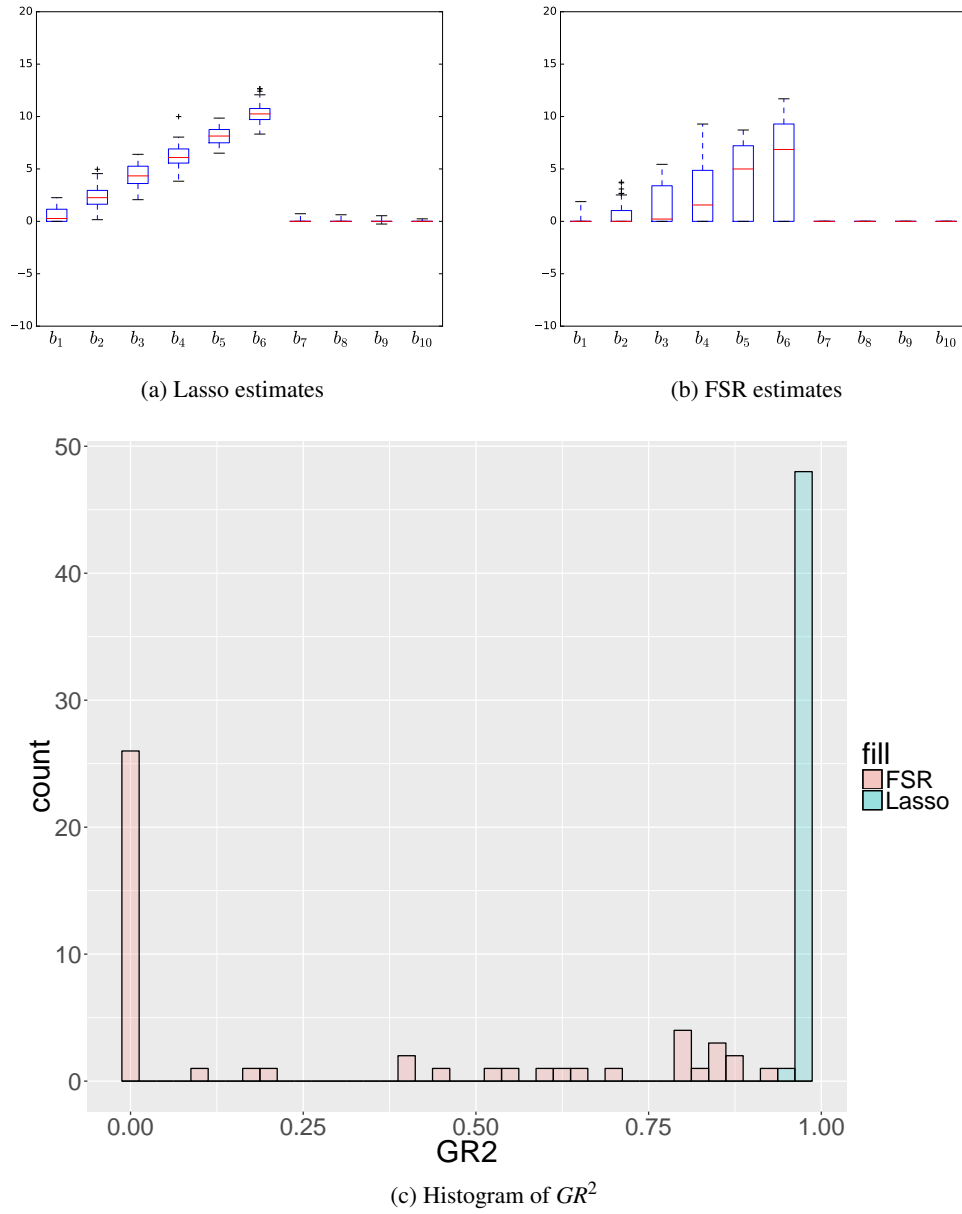 20
15
10
5
0
−5
−10
b1 b2 b3 b4 b5 b6 b7 b8 b9 b10
(a) Lasso estimates
20
15
10
5
0
−5
−10
b1 b2 b3 b4 b5 b6 b7 b8 b9 b10
(b) FSR estimates
50
40
30
20
10
0
count
0.00 0.25 0.50 0.75 1.00
GR2
fill
FSR
Lasso
(c) Histogram of GR²